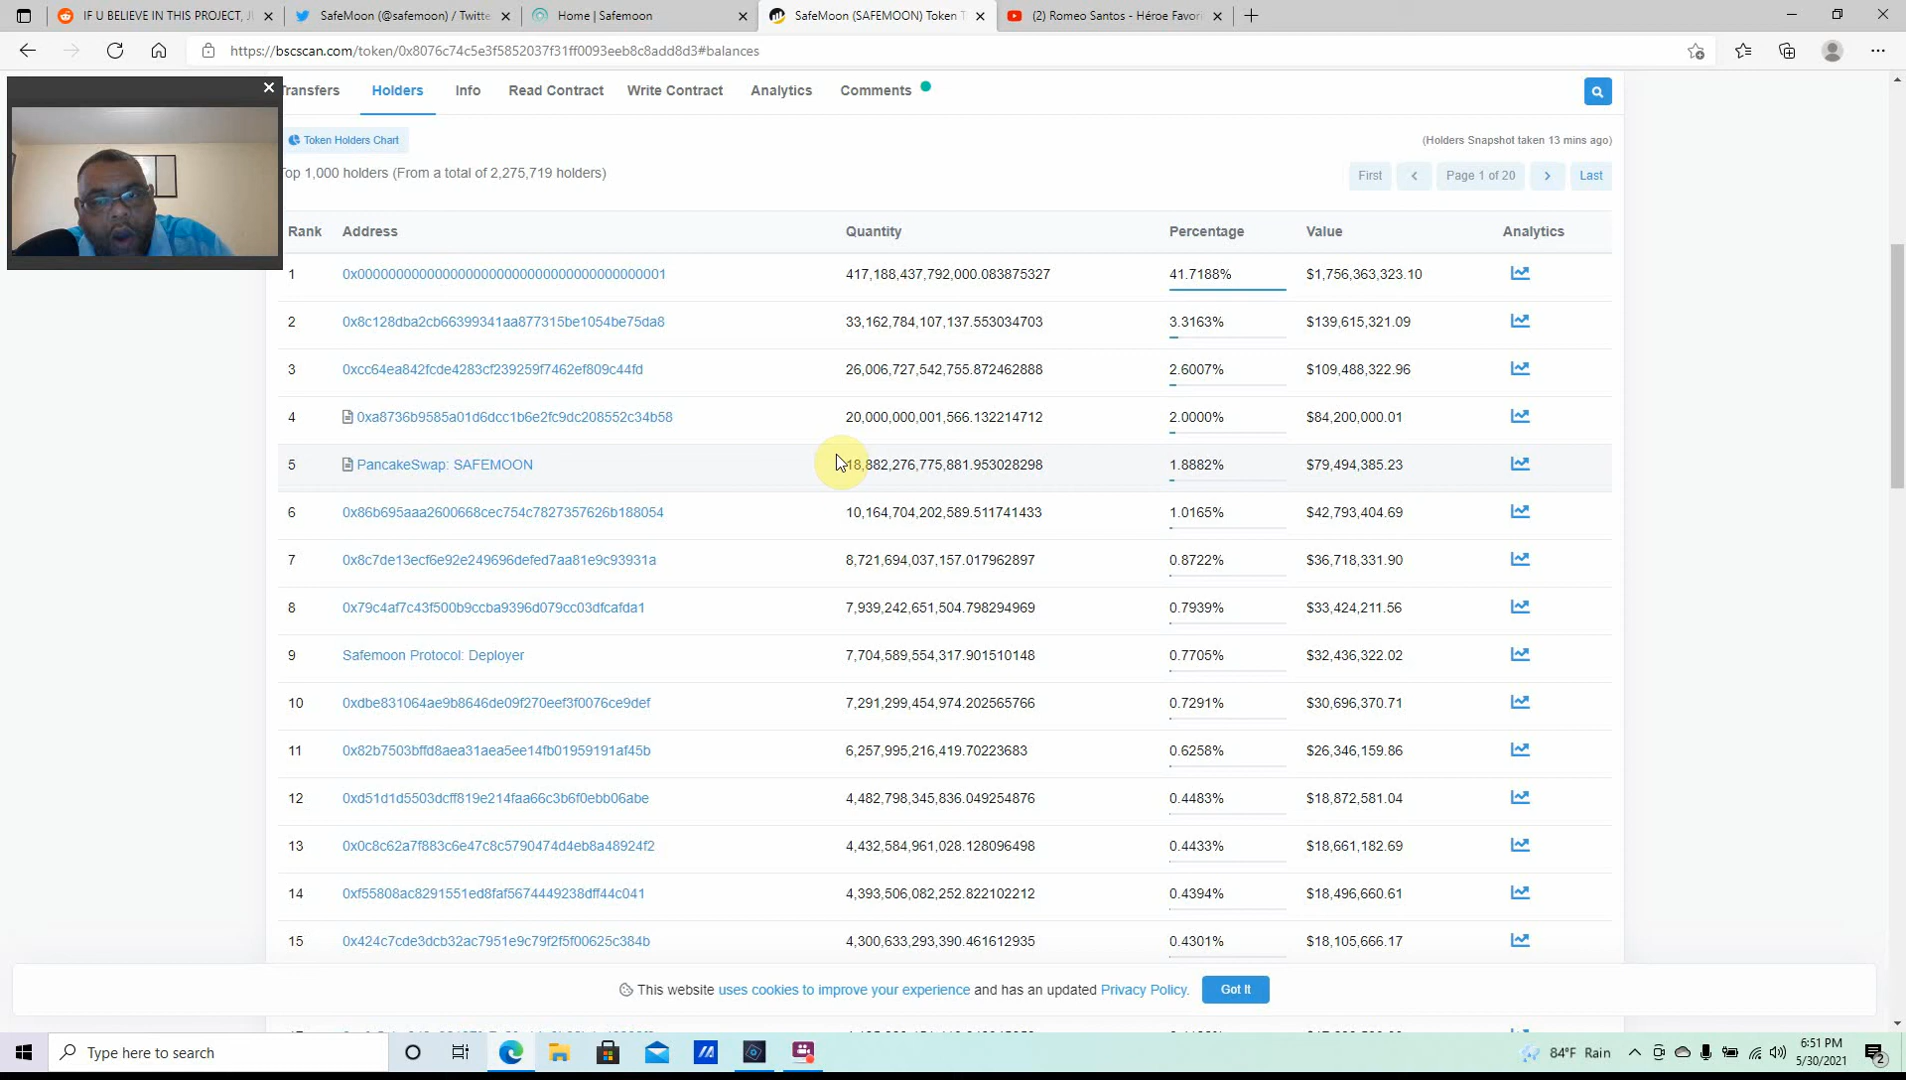 IF U BELIEVE IN THIS PROJECT, JU
SafeMoon (@safemoon) / Twitte
Home | Safemoon
SafeMoon (SAFEMOON) Token T
(2) Romeo Santos - Héroe Favori
https://bscscan.com/token/0x8076c74c5e3f5852037f31ff0093eeb8c8add8d3#balances
Transfers Holders Info Read Contract Write Contract Analytics Comments
Token Holders Chart
(Holders Snapshot taken 13 mins ago)
Top 1,000 holders (From a total of 2,275,719 holders)
First < Page 1 of 20 > Last
Rank Address Quantity Percentage Value Analytics
1 0x0000000000000000000000000000000000000001 417,188,437,792,000.083875327 41.7188% $1,756,363,323.10
2 0x8c128dba2cb66399341aa877315be1054be75da8 33,162,784,107,137.553034703 3.3163% $139,615,321.09
3 0xcc64ea842fcde4283cf239259f7462ef809c44fd 26,006,727,542,755.872462888 2.6007% $109,488,322.96
4 0xa8736b9585a01d6dcc1b6e2fc9dc208552c34b58 20,000,000,001,566.132214712 2.0000% $84,200,000.01
5 PancakeSwap: SAFEMOON 18,882,276,775,881.953028298 1.8882% $79,494,385.23
6 0x86b695aaa2600668cec754c7827357626b188054 10,164,704,202,589.511741433 1.0165% $42,793,404.69
7 0x8c7de13ecf6e92e249696defed7aa81e9c93931a 8,721,694,037,157.017962897 0.8722% $36,718,331.90
8 0x79c4af7c43f500b9ccba9396d079cc03dfcafda1 7,939,242,651,504.798294969 0.7939% $33,424,211.56
9 Safemoon Protocol: Deployer 7,704,589,554,317.901510148 0.7705% $32,436,322.02
10 0xdbe831064ae9b8646de09f270eef3f0076ce9def 7,291,299,454,974.202565766 0.7291% $30,696,370.71
11 0x82b7503bffd8aea31aea5ee14fb01959191af45b 6,257,995,216,419.70223683 0.6258% $26,346,159.86
12 0xd51d1d5503dcff819e214faa66c3b6f0ebb06abe 4,482,798,345,836.049254876 0.4483% $18,872,581.04
13 0x0c8c62a7f883c6e47c8c5790474d4eb8a48924f2 4,432,584,961,028.128096498 0.4433% $18,661,182.69
14 0xf55808ac8291551ed8faf5674449238dff44c041 4,393,506,082,252.822102212 0.4394% $18,496,660.61
15 0x424c7cde3dcb32ac7951e9c79f2f5f00625c384b 4,300,633,293,390.461612935 0.4301% $18,105,666.17
This website uses cookies to improve your experience and has an updated Privacy Policy. Got It
Type here to search
84°F Rain
6:51 PM
5/30/2021
2